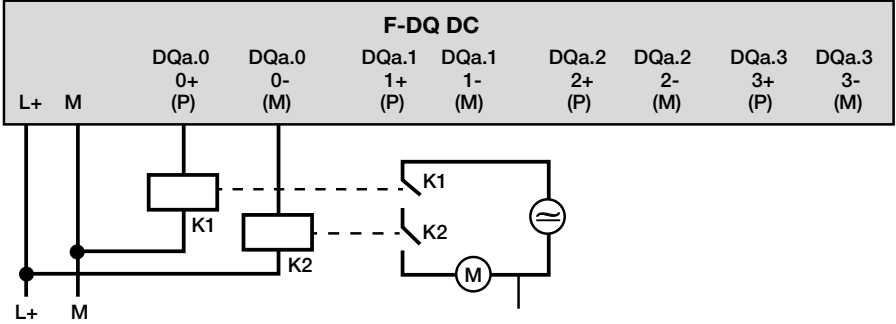 F-DQ DC
DQa.0 DQa.0 DQa.1 DQa.1 DQa.2 DQa.2 DQa.3 DQa.3
0+ 0- 1+ 1- 2+ 2- 3+ 3-
L+ M (P) (M) (P) (M) (P) (M) (P) (M)
K1
K1
K2
K2
M
L+ M